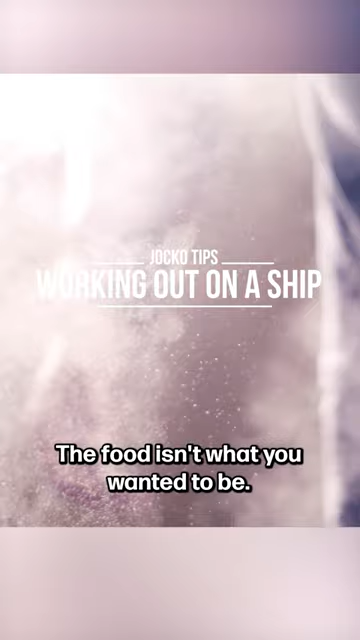 JOCKO TIPS
WORKING OUT ON A SHIP
The food isn't what you
wanted to be.